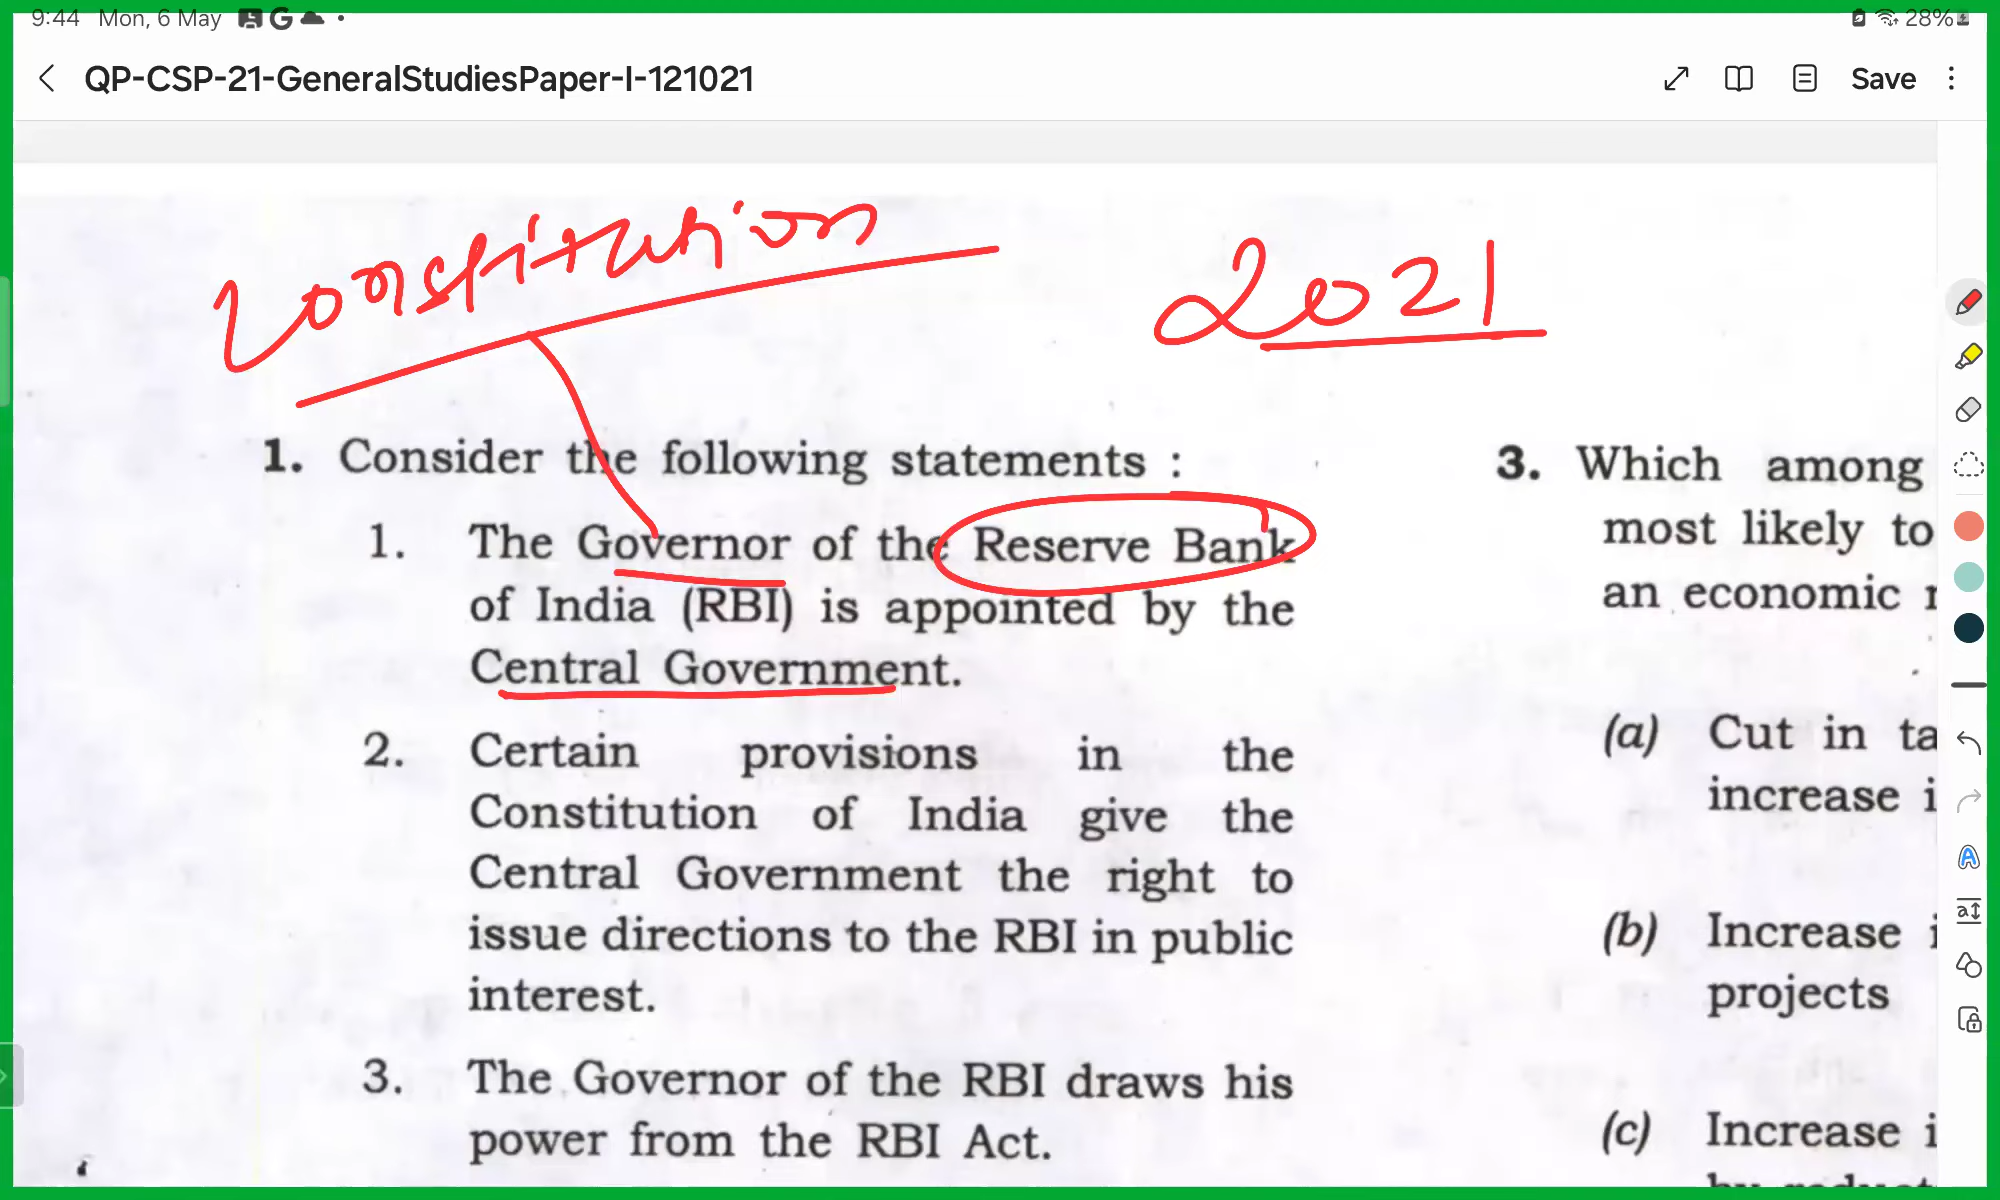 9:44 Mon, 6 May
28%
QP-CSP-21-GeneralStudiesPaper-I-121021
Save
Constitution
2021
1. Consider the following statements :
1. The Governor of the Reserve Bank
of India (RBI) is appointed by the
Central Government.
2. Certain provisions in the
Constitution of India give the
Central Government the right to
issue directions to the RBI in public
interest.
3. The Governor of the RBI draws his
power from the RBI Act.
3. Which among
most likely to
an economic
(a) Cut in ta
increase i
(b) Increase i
projects
(c) Increase i